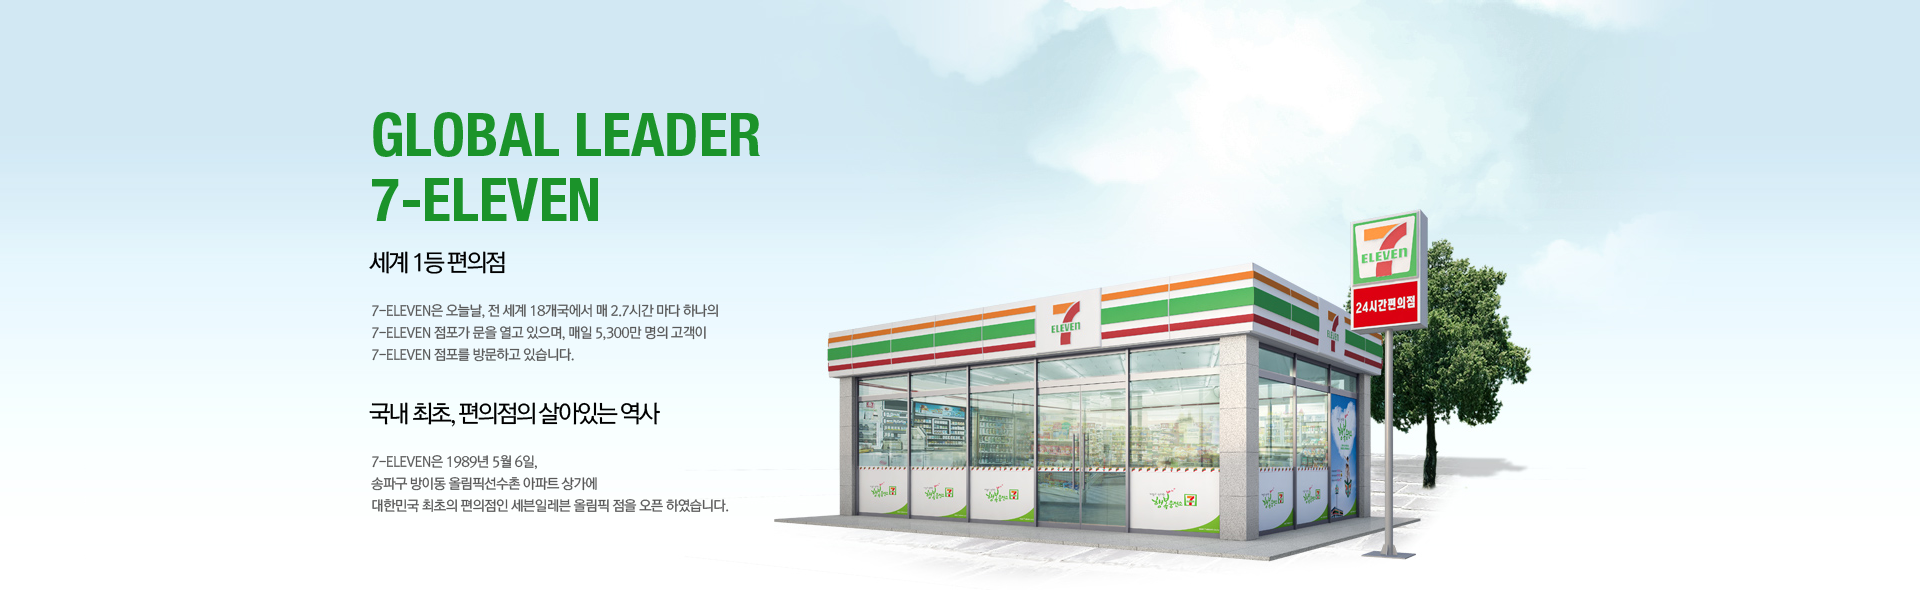 GLOBAL LEADER
7-ELEVEN
세계 1등 편의점
7-ELEVEN은 오늘날, 전 세계 18개국에서 매 2.7시간 마다 하나의
7-ELEVEN 점포가 문을 열고 있으며, 매일 5,300만 명의 고객이
7-ELEVEN 점포를 방문하고 있습니다.
국내 최초, 편의점의 살아있는 역사
7-ELEVEN은 1989년 5월 6일,
송파구 방이동 올림픽선수촌 아파트 상가에
대한민국 최초의 편의점인 세븐일레븐 올림픽 점을 오픈 하였습니다.
7
ELEVEN
24시간편의점
7
ELEVEN
7
ELEVEN